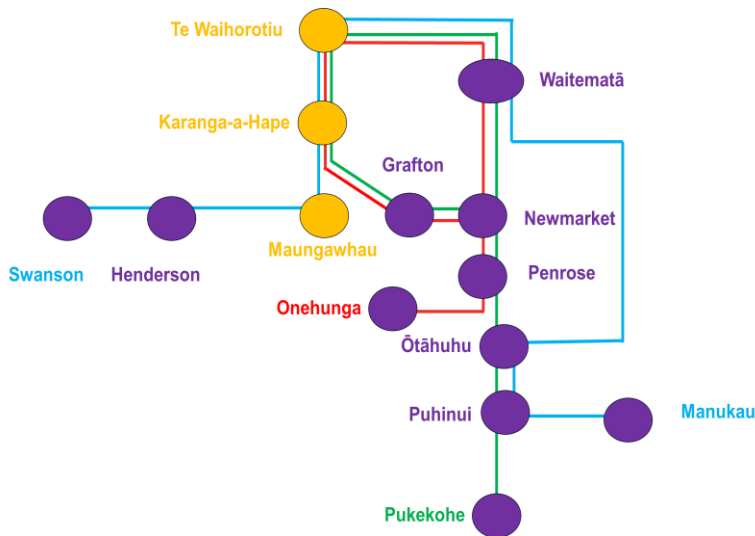 Te Waihorotiu
Waitematā
Karanga-a-Hape
Grafton
Newmarket
Maungawhau
Swanson
Henderson
Penrose
Onehunga
Ōtāhuhu
Puhinui
Manukau
Pukekohe